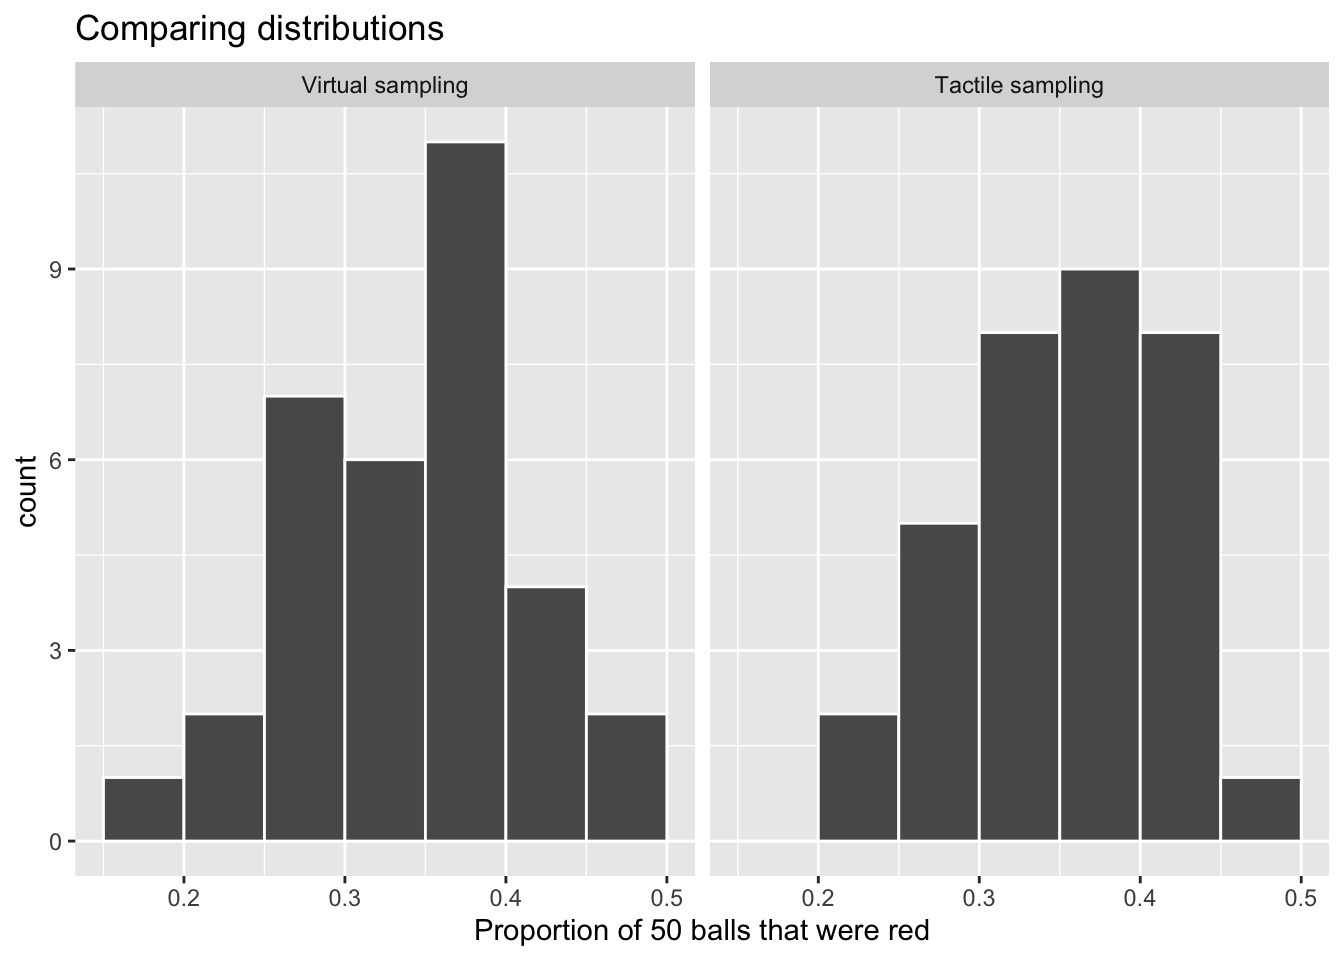 Comparing distributions
Virtual sampling
Tactile sampling
9
6
3
0
count
0.2 0.3 0.4 0.5
0.2 0.3 0.4 0.5
Proportion of 50 balls that were red